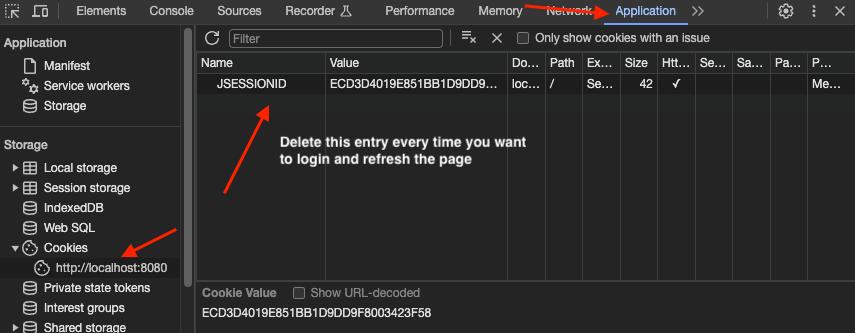 Elements Console Sources Recorder Performance Memory Network Application
Filter
Only show cookies with an issue
Application
Manifest
Service workers
Storage
Storage
Local storage
Session storage
IndexedDB
Web SQL
Cookies
http://localhost:8080
Private state tokens
Interest groups
Shared storage
Name Value Do... Path Ex... Size Htt... Se... Sa... Pa... P...
JSESSIONID ECD3D4019E851BB1D9DD9... loc... / Se... 42 ✓ Me...
Delete this entry every time you want
to login and refresh the page
Cookie Value Show URL-decoded
ECD3D4019E851BB1D9DD9F8003423F58